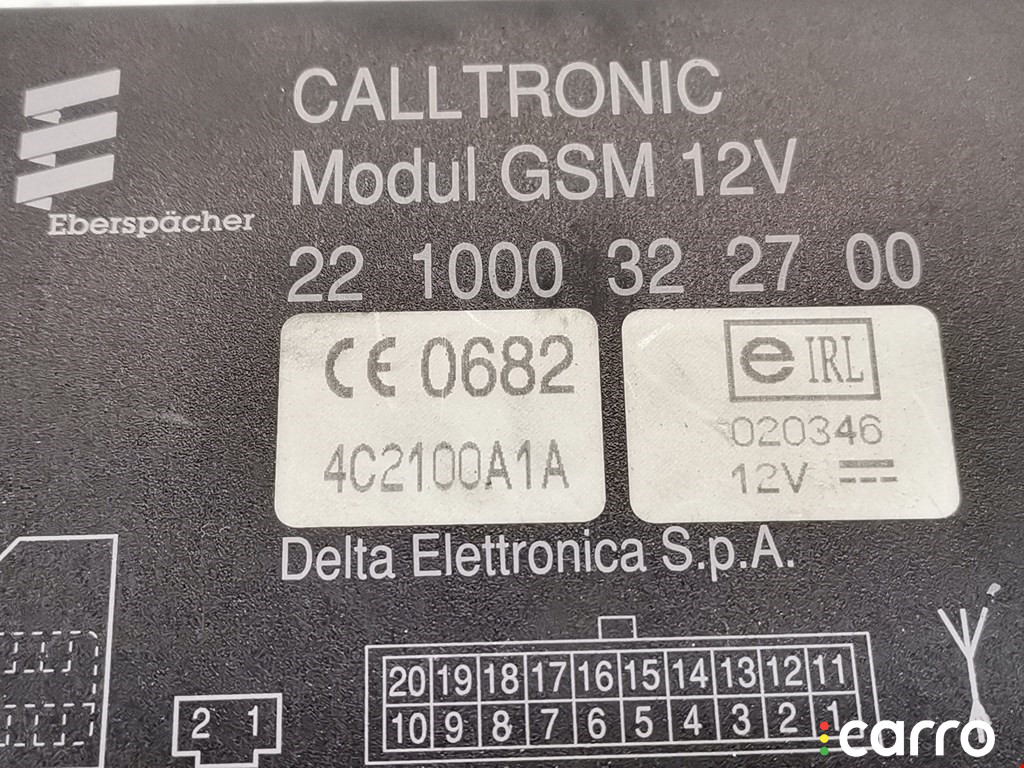 CALLTRONIC
Modul GSM 12V
Eberspächer
22 1000 32 27 00
CE 0682
4C2100A1A
e IRL
020346
12V
Delta Elettronica S.p.A.
20 19 18 17 16 15 14 13 12 11
10 9 8 7 6 5 4 3 2 1
2 1
carro